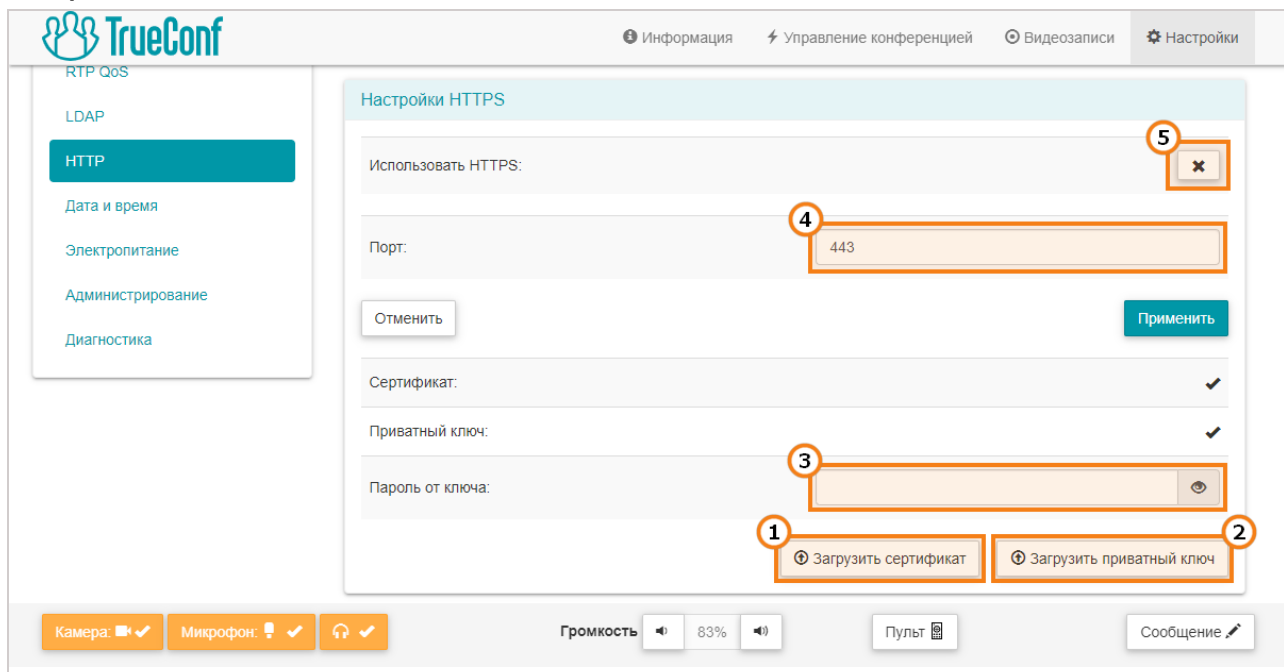 TrueConf
Информация
Управление конференцией
Видеозаписи
Настройки
RTP QoS
LDAP
HTTP
Дата и время
Электропитание
Администрирование
Диагностика
Настройки HTTPS
5
Использовать HTTPS:
4
Порт:
443
Отменить
Применить
Сертификат:
Приватный ключ:
3
Пароль от ключа:
1
2
Загрузить сертификат
Загрузить приватный ключ
Камера:
Микрофон:
Громкость
83%
Пульт
Сообщение